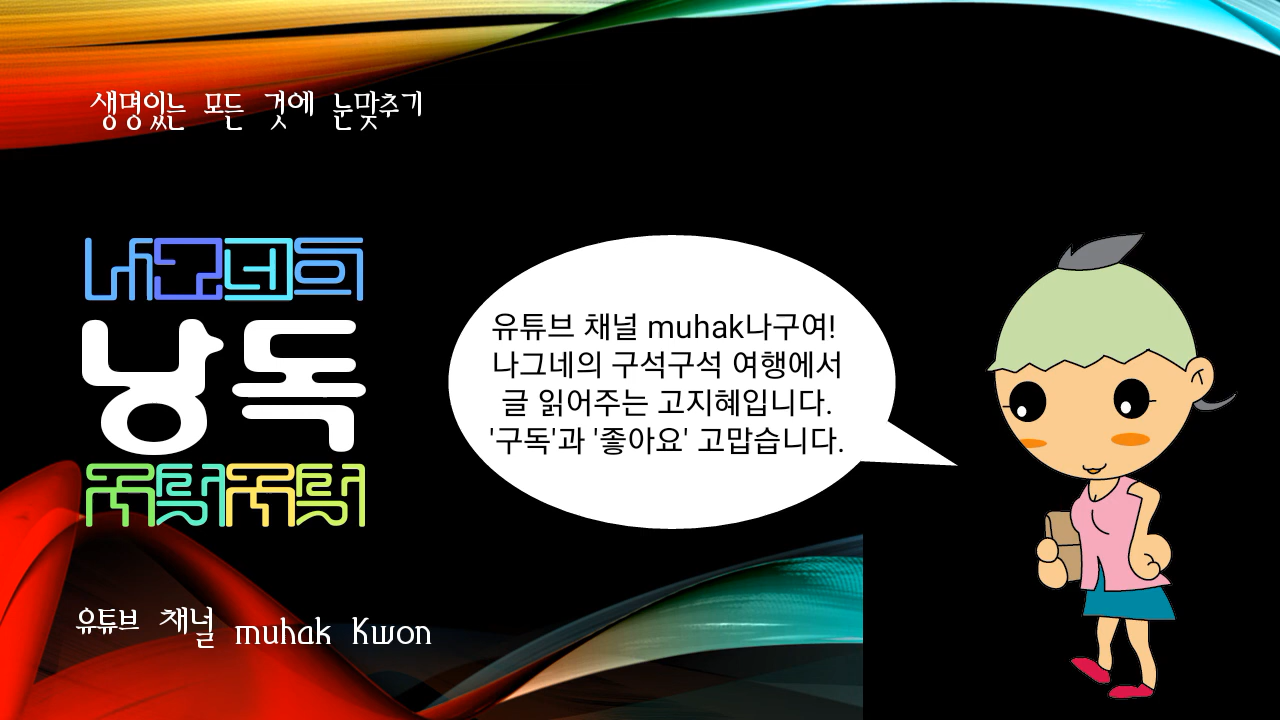 생명있는 모든 것에 눈맞추기
나그네의
낭독
구석구석
유튜브 채널 muhak나구여!
나그네의 구석구석 여행에서
글 읽어주는 고지혜입니다.
'구독'과 '좋아요' 고맙습니다.
유튜브 채널 muhak Kwon